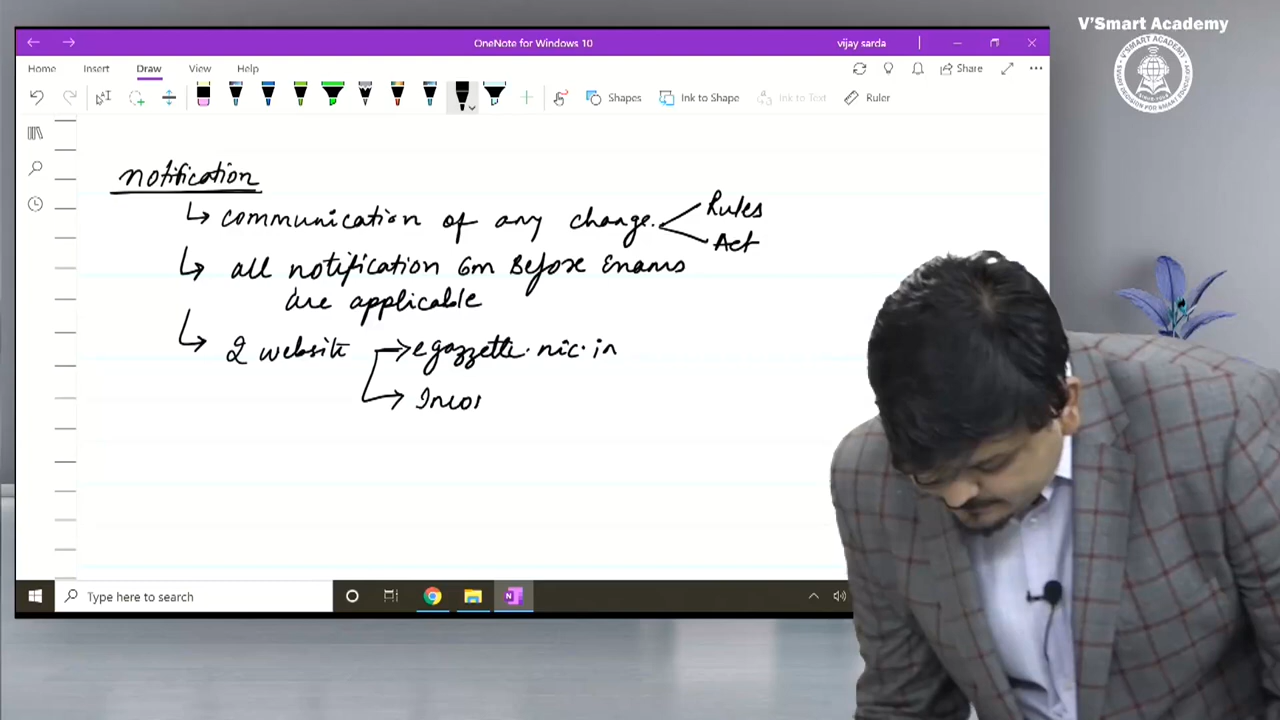 V'Smart Academy
OneNote for Windows 10
vijay sarda
Home Insert Draw View Help
Share
Shapes
Ink to Shape
Ink to Text
Ruler
notification
communication of any change. Rules
Act
all notification 6m Before Exams
are applicable
2 website egazzette.nic.in
Incor
Type here to search